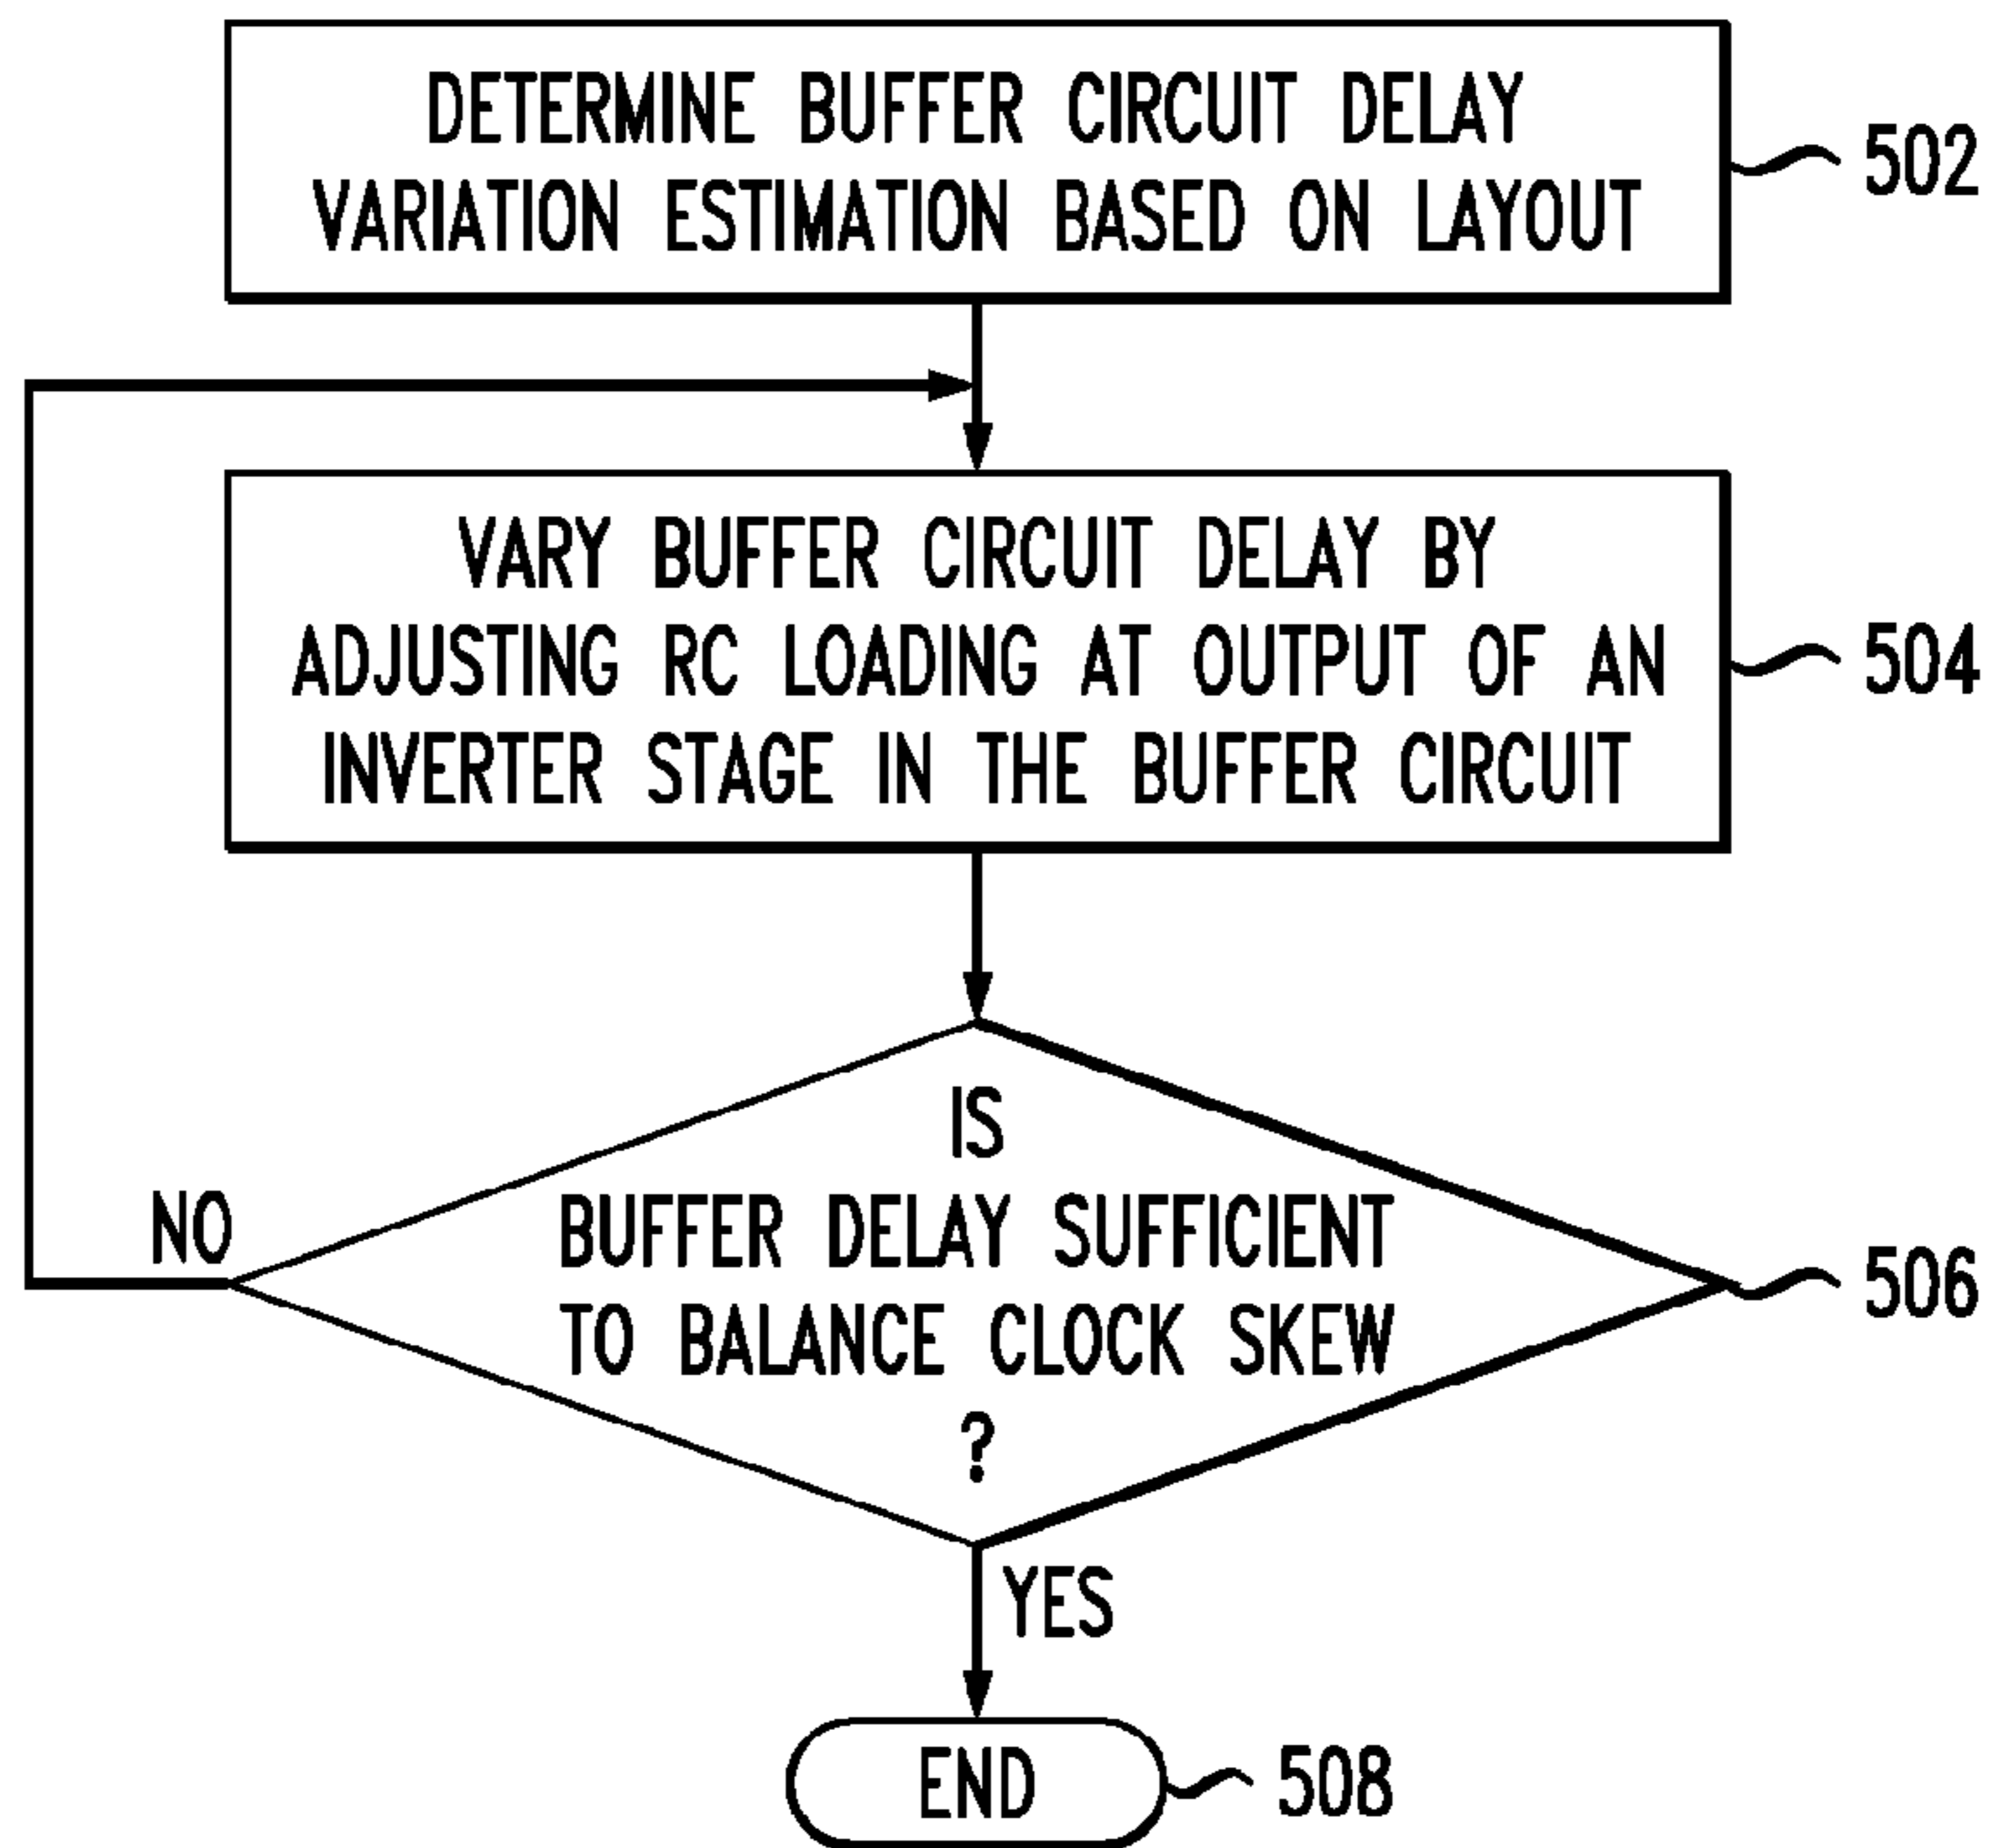 DETERMINE BUFFER CIRCUIT DELAY
VARIATION ESTIMATION BASED ON LAYOUT
502
VARY BUFFER CIRCUIT DELAY BY
ADJUSTING RC LOADING AT OUTPUT OF AN
INVERTER STAGE IN THE BUFFER CIRCUIT
504
IS
BUFFER DELAY SUFFICIENT
TO BALANCE CLOCK SKEW
?
NO
506
YES
END
508